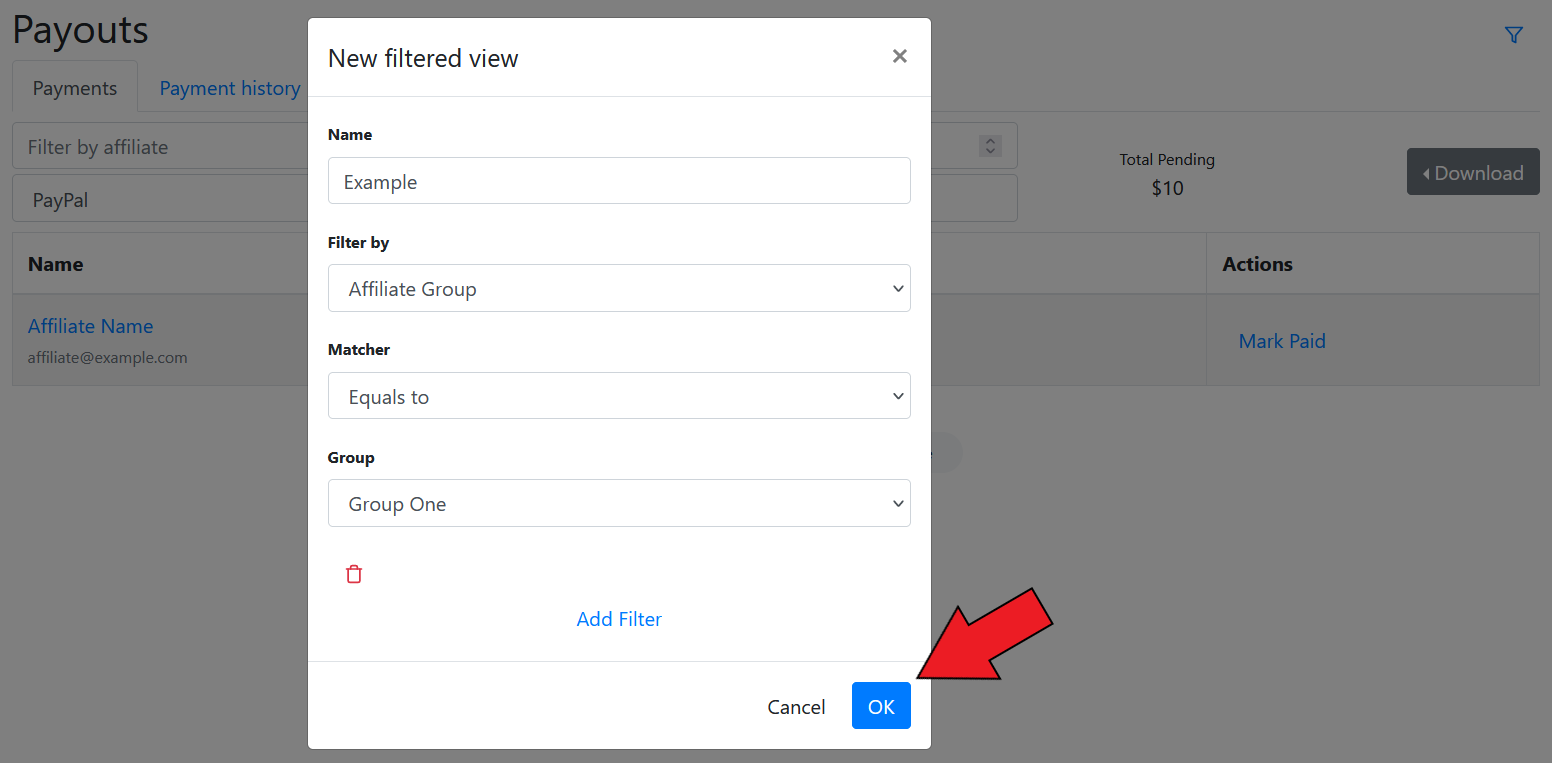 Payouts
Payments
Payment history
Filter by affiliate
PayPal
Total Pending
$10
Download
Name
Actions
Affiliate Name
affiliate@example.com
Mark Paid
New filtered view
×
Name
Example
Filter by
Affiliate Group
Matcher
Equals to
Group
Group One
Add Filter
Cancel
OK